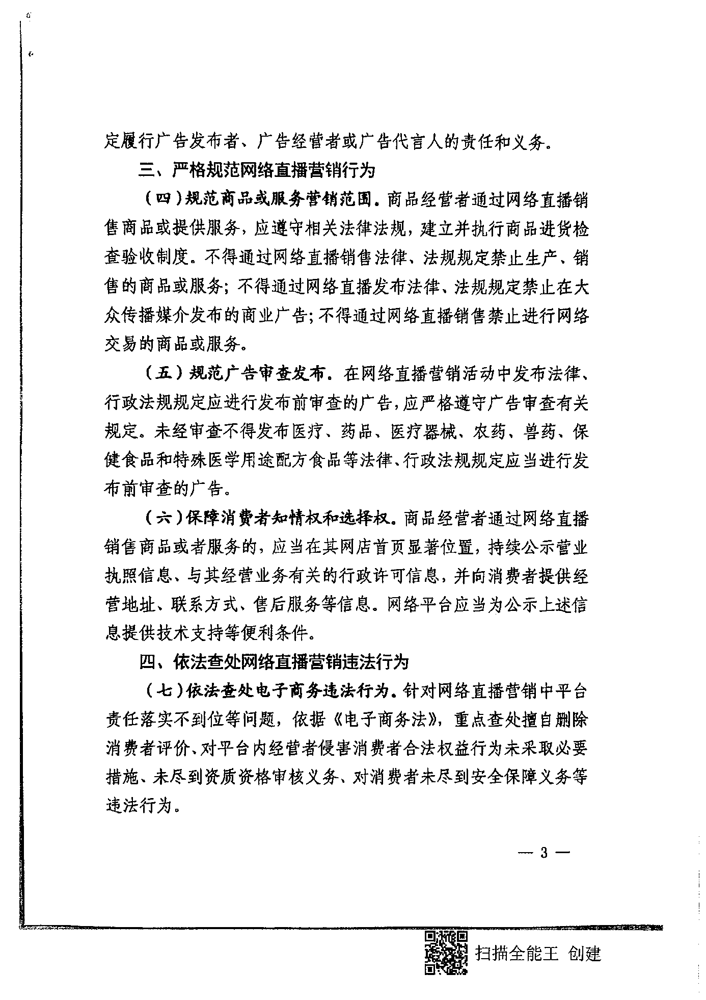 定履行广告发布者、广告经营者或广告代言人的责任和义务。
三、严格规范网络直播营销行为
（四）规范商品或服务营销范围。商品经营者通过网络直播销
售商品或提供服务，应遵守相关法律法规，建立并执行商品进货检
查验收制度。不得通过网络直播销售法律、法规规定禁止生产、销
售的商品或服务；不得通过网络直播发布法律、法规规定禁止在大
众传播媒介发布的商业广告；不得通过网络直播销售禁止进行网络
交易的商品或服务。
（五）规范广告审查发布。在网络直播营销活动中发布法律、
行政法规规定应进行发布前审查的广告，应严格遵守广告审查有关
规定。未经审查不得发布医疗、药品、医疗器械、农药、兽药、保
健食品和特殊医学用途配方食品等法律、行政法规规定应当进行发
布前审查的广告。
（六）保障消费者知情权和选择权。商品经营者通过网络直播
销售商品或者服务的，应当在其网店首页显著位置，持续公示营业
执照信息、与其经营业务有关的行政许可信息，并向消费者提供经
营地址、联系方式、售后服务等信息。网络平台应当为公示上述信
息提供技术支持等便利条件。
四、依法查处网络直播营销违法行为
（七）依法查处电子商务违法行为。针对网络直播营销中平台
责任落实不到位等问题，依据《电子商务法》，重点查处擅自删除
消费者评价、对平台内经营者侵害消费者合法权益行为未采取必要
措施、未尽到资质资格审核义务、对消费者未尽到安全保障义务等
违法行为。
— 3 —
扫描全能王 创建